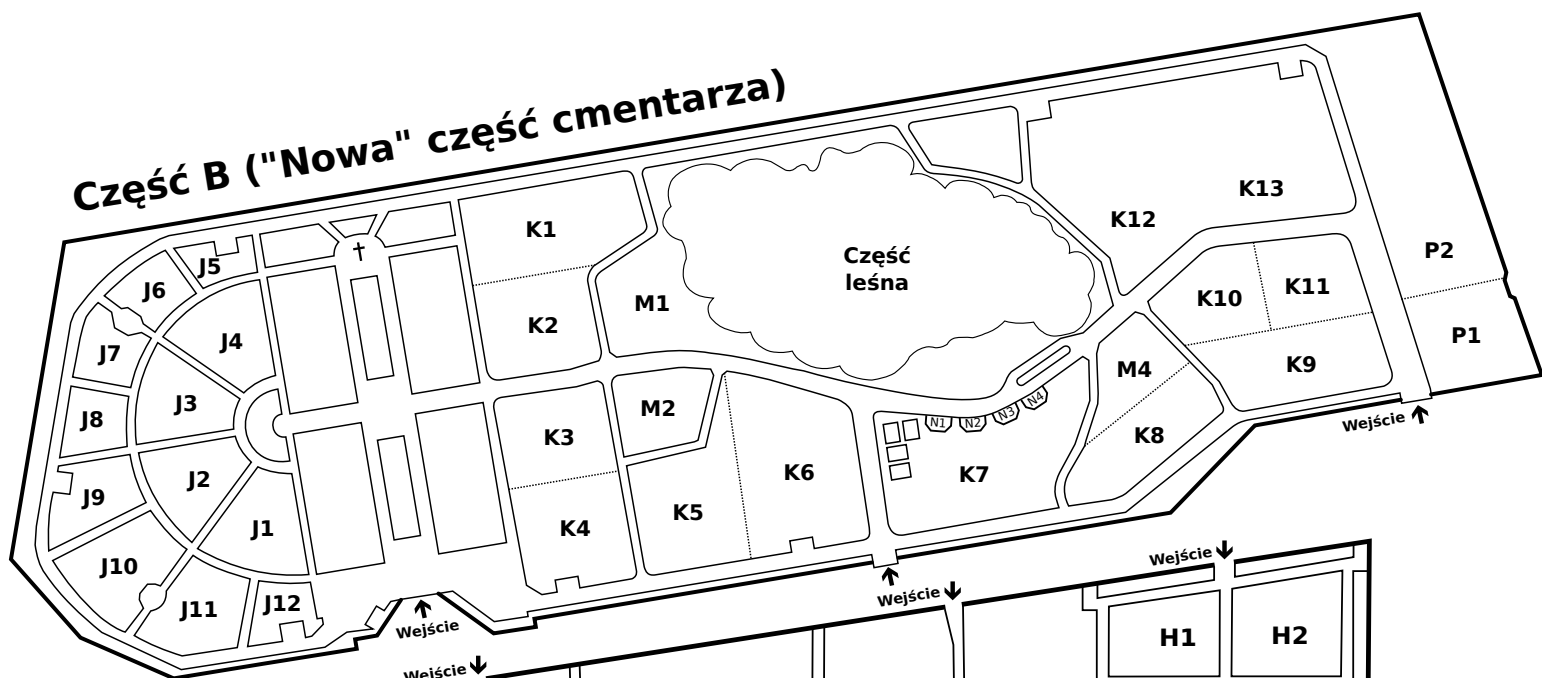 Część B ("Nowa" część cmentarza)
K1
K13
K12
J5
Część
leśna
P2
J6
K11
K10
M1
K2
J4
P1
J7
K9
M4
J3
M2
J8
N4
N3
N1
N2
Wejście
K3
K8
K6
K7
J2
J9
K5
J1
K4
J10
Wejście
Wejście
J12
J11
Wejście
H1
H2
Wejście